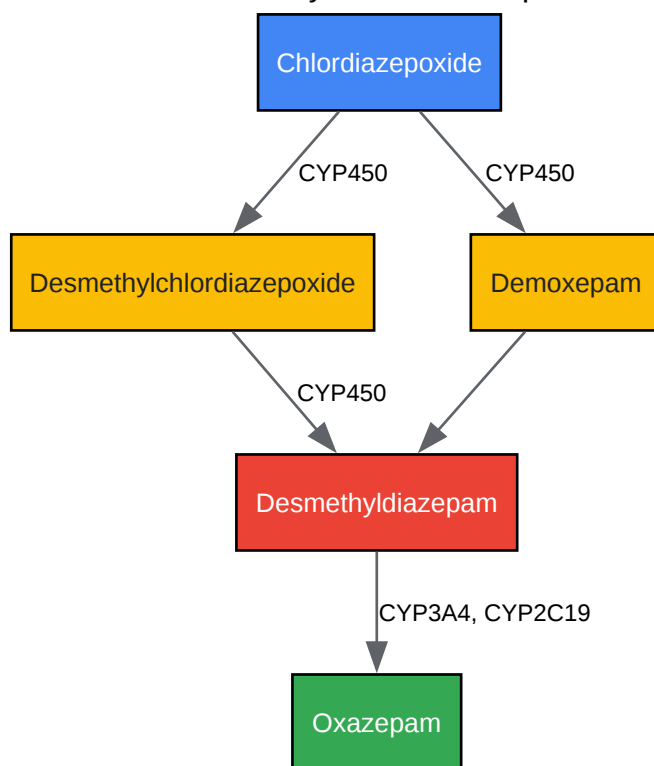 Chlordiazepoxide
CYP450 CYP450
Desmethylchlordiazepoxide Demoxepam
CYP450
Desmethyldiazepam
CYP3A4, CYP2C19
Oxazepam